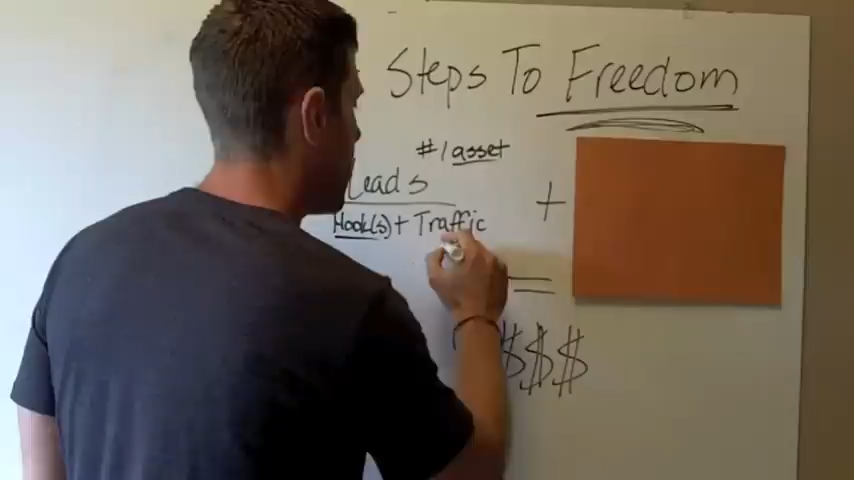 Steps To Freedom
#1 asset
Leads
+
Hook(s) + Traffic
=
$$$